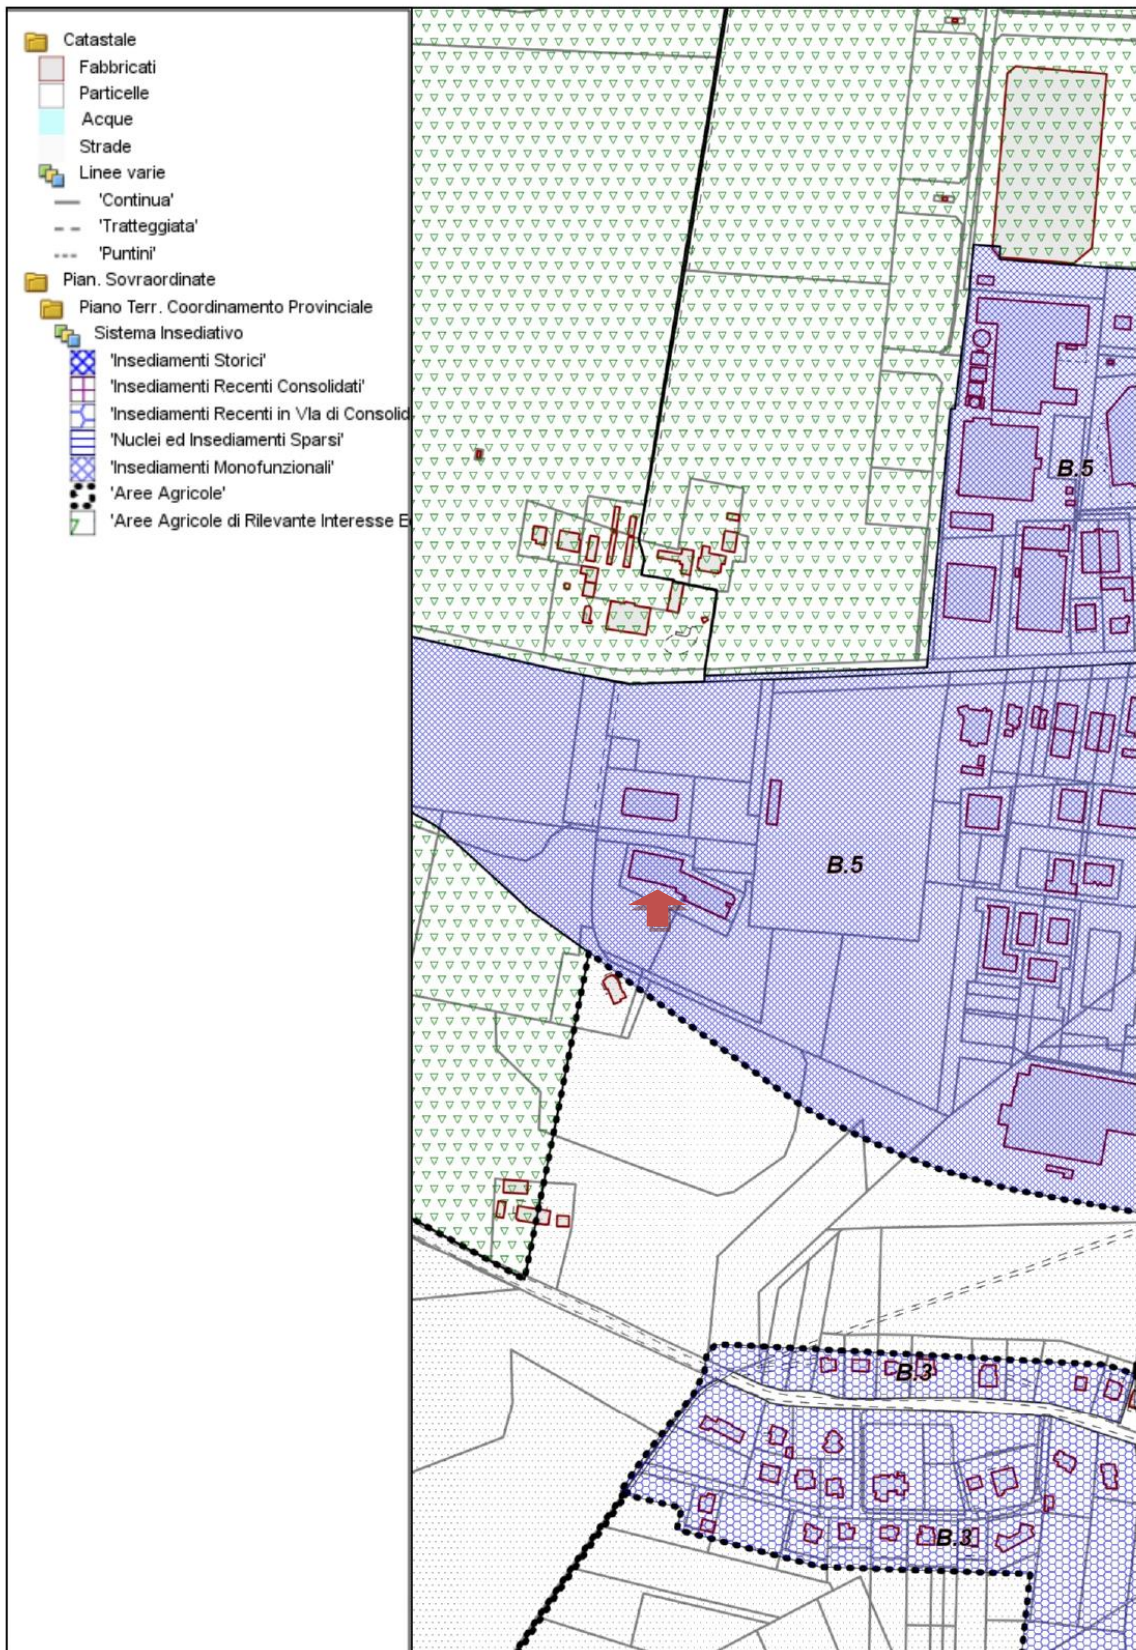 Catastale
Fabbricati
Particelle
Acque
Strade
Linee varie
'Continua'
'Tratteggiata'
'Puntini'
Pian. Sovraordinate
Piano Terr. Coordinamento Provinciale
Sistema Insediativo
'Insediamenti Storici'
'Insediamenti Recenti Consolidati'
'Insediamenti Recenti in VIa di Consolid
'Nuclei ed Insediamenti Sparsi'
'Insediamenti Monofunzionali'
'Aree Agricole'
'Aree Agricole di Rilevante Interesse E
B.5
B.5
B.3
B.3